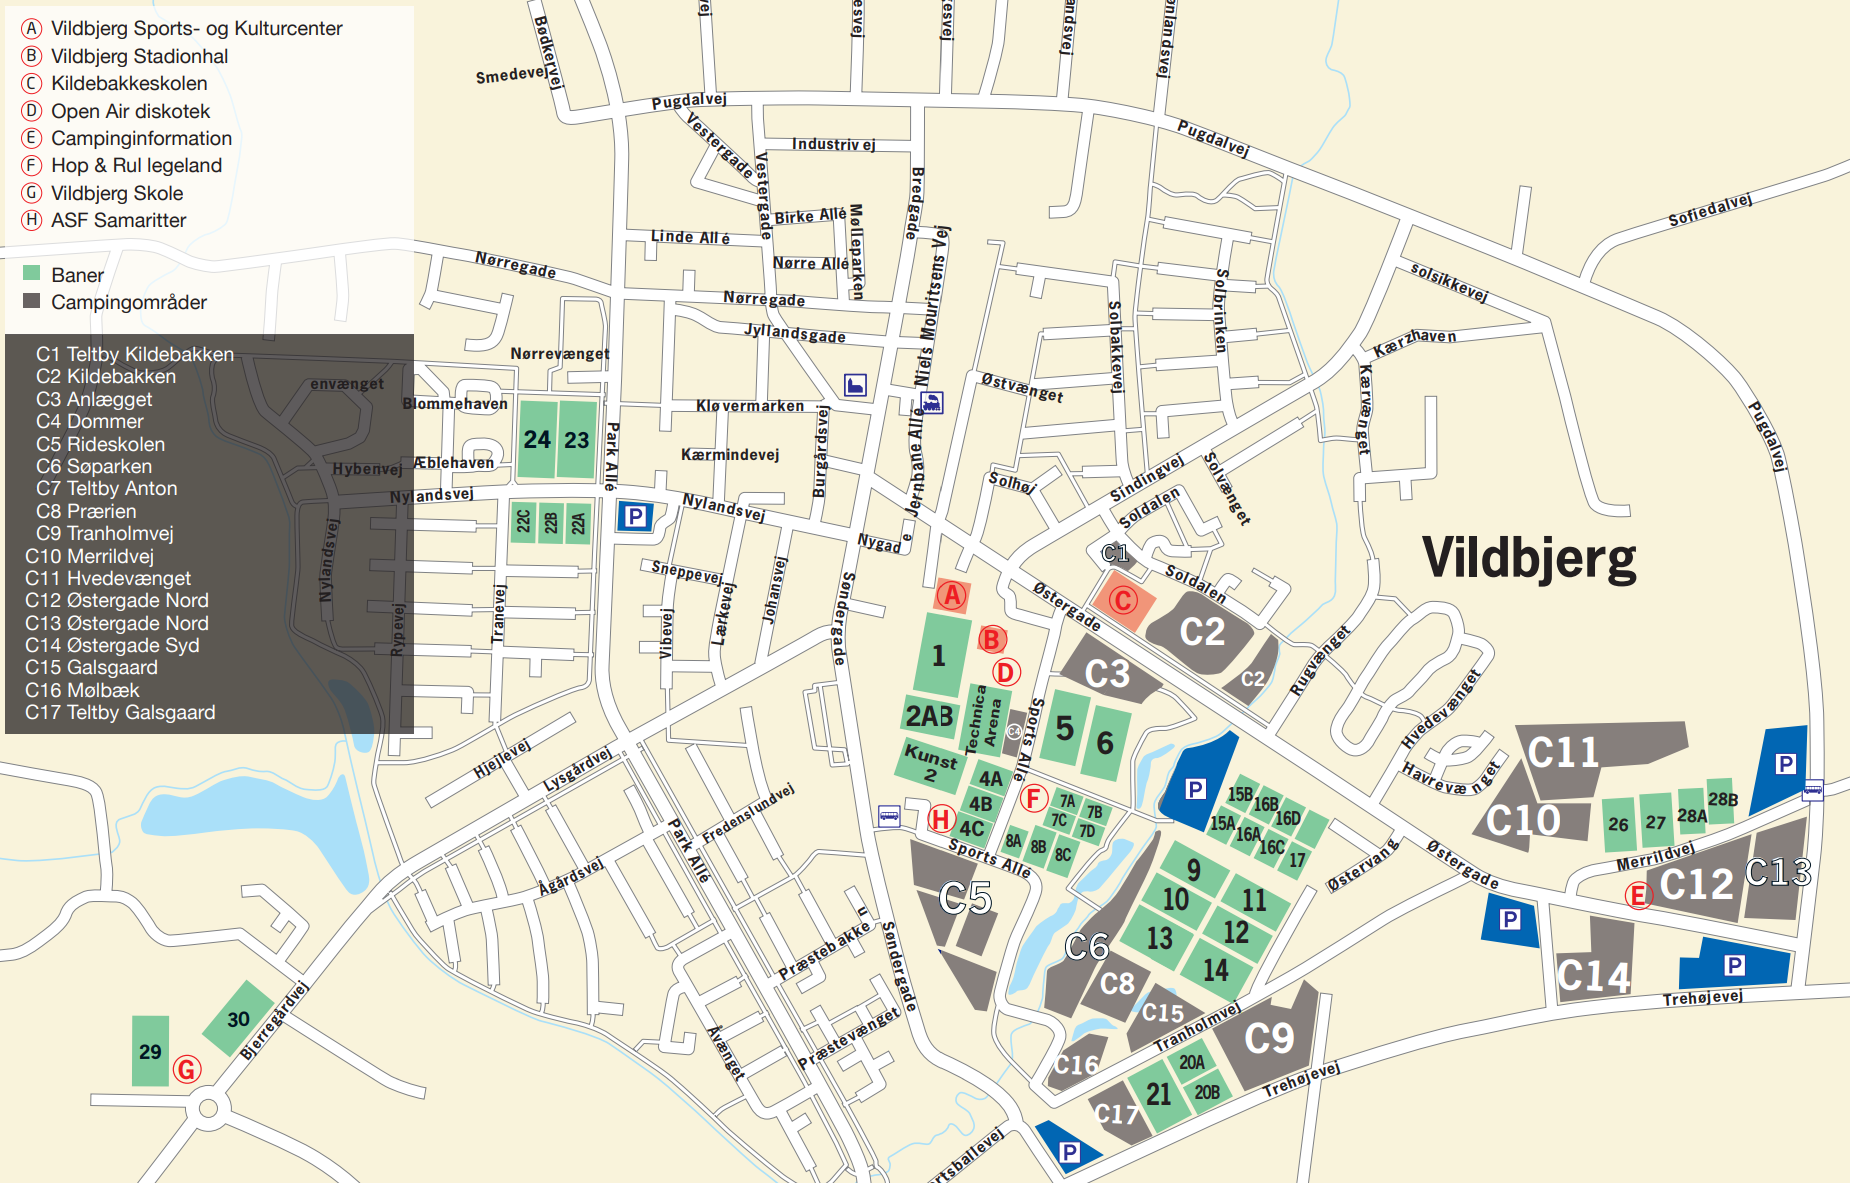 A Vildbjerg Sports- og Kulturcenter
B Vildbjerg Stadionhal
C Kildebakkeskolen
D Open Air diskotek
E Campinginformation
F Hop & Rul legeland
G Vildbjerg Skole
H ASF Samaritter
Baner
Campingområder
C1 Teltby Kildebakken
C2 Kildebakken
C3 Anlægget
C4 Dommer
C5 Rideskolen
C6 Søparken
C7 Teltby Anton
C8 Prærien
C9 Tranholmvej
C10 Merrildvej
C11 Hvedevænget
C12 Østergade Nord
C13 Østergade Nord
C14 Østergade Syd
C15 Galsgaard
C16 Mølbæk
C17 Teltby Galsgaard
Smedevej
Bødkervej
vej
esvej
esvej
andsvej
nlandsvej
Pugdalvej
Vestergade
Vestergade
Industrivej
Bredgade
Pugdalvej
Sofiedalvej
Birke Allé
Mølleparken
Linde Allé
Nørre Allé
Nørregade
Nørregade
Jyllandsgade
Niels Mouritsens Vej
Solbakkevej
Solbrinken
solsikkevej
Kærzhaven
Kærvænget
Pugdalvej
Nørrevænget
envænget
Blommehaven
Hybenvej
Æblehaven
Nylandsvej
24
23
22C
22B
22A
Park Allé
P
Kløvermarken
Kærmindevej
Burgårdsvej
Jernbane Allé
Østvænget
Nylandsvej
Nygade
Solhøj
Sindingvej
Soldalen
Solvænget
Vildbjerg
Nylandsvej
Rypevej
Tranevej
Sneppevej
Vibevej
Lærkevej
Johansvej
Søndergade
A
B
D
1
2AB
Technica Arena
Kunst 2
C4
Sports Allé
Østergade
C1
C
Soldalen
C2
C2
C3
5
6
Rugvænget
Hvedevænget
Havrevænget
4A
4B
4C
H
F
7A
7B
7C
7D
8A
8B
8C
Sports Allé
P
15B
16B
16D
15A
16A
16C
17
9
10
11
12
13
14
C5
C6
C8
C15
C16
C17
C9
Tranholmvej
20A
20B
21
Trehøjevej
P
Østervang
Østergade
C11
C10
26
27
28A
28B
P
Merrildvej
E
C12
C13
P
C14
P
Trehøjevej
Hjejlevej
Lysgårdvej
Park Allé
Fredenslundvej
Ågårdsvej
Præstebakken
Søndergade
Præstevænget
Åvænget
rtsballevej
30
29
G
Bjerregårdvej